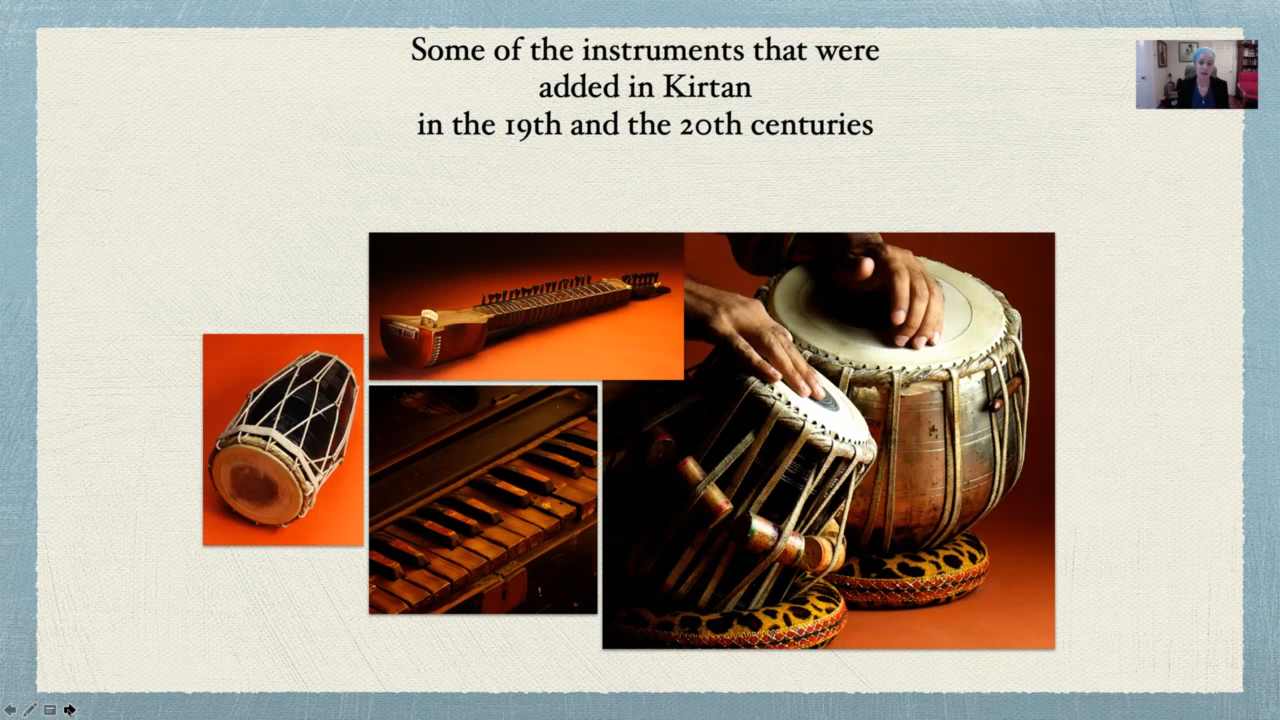 Some of the instruments that were
added in Kirtan
in the 19th and the 20th centuries